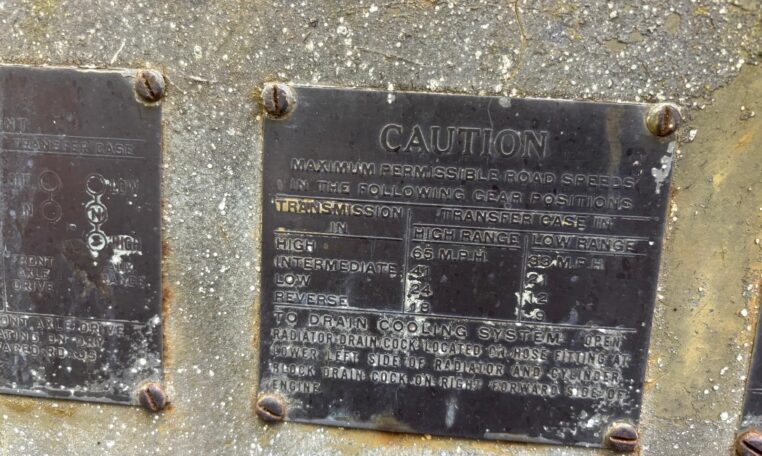 TRANSFER CASE
LOW
HIGH
FRONT
AXLE
DRIVE
CAUTION
MAXIMUM PERMISSIBLE ROAD SPEEDS
IN THE FOLLOWING GEAR POSITIONS
TRANSMISSION
IN
TRANSFER CASE IN
HIGH RANGE LOW RANGE
HIGH 65 M.P.H 33 M.P.H
INTERMEDIATE 41 21
LOW 24
REVERSE 18
TO DRAIN COOLING SYSTEM - OPEN
RADIATOR DRAIN COCK LOCATED ON HOSE FITTING AT
LOWER LEFT SIDE OF RADIATOR AND CYLINDER
BLOCK DRAIN COCK ON RIGHT FORWARD SIDE OF
ENGINE